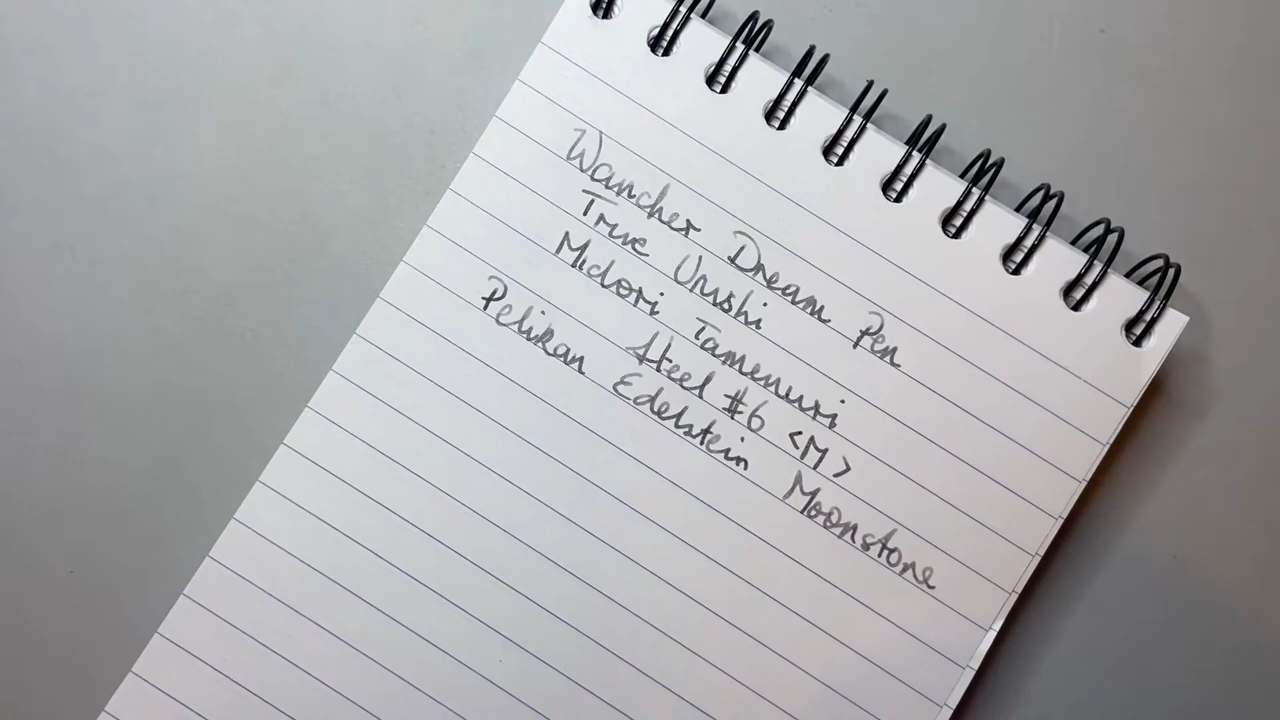 Wancher Dream Pen
True Urushi
Midori Tamenuri
Steel #6 <M>
Pelikan Edelstein Moonstone